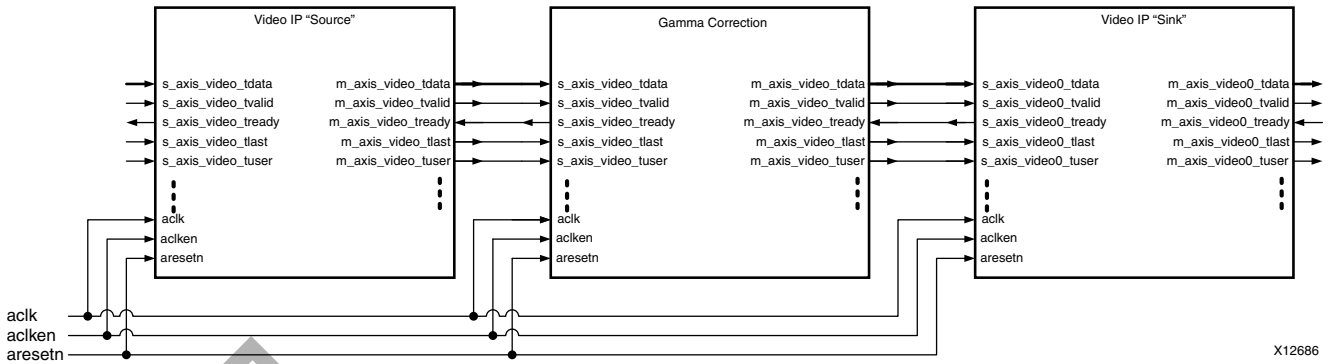 Video IP “Source”
s_axis_video_tdata m_axis_video_tdata
s_axis_video_tvalid m_axis_video_tvalid
s_axis_video_tready m_axis_video_tready
s_axis_video_tlast m_axis_video_tlast
s_axis_video_tuser m_axis_video_tuser
aclk
aclken
aresetn
Gamma Correction
s_axis_video_tdata m_axis_video_tdata
s_axis_video_tvalid m_axis_video_tvalid
s_axis_video_tready m_axis_video_tready
s_axis_video_tlast m_axis_video_tlast
s_axis_video_tuser m_axis_video_tuser
aclk
aclken
aresetn
Video IP “Sink”
s_axis_video0_tdata m_axis_video0_tdata
s_axis_video0_tvalid m_axis_video0_tvalid
s_axis_video0_tready m_axis_video0_tready
s_axis_video0_tlast m_axis_video0_tlast
s_axis_video0_tuser m_axis_video0_tuser
aclk
aclken
aresetn
aclk
aclken
aresetn
X12686